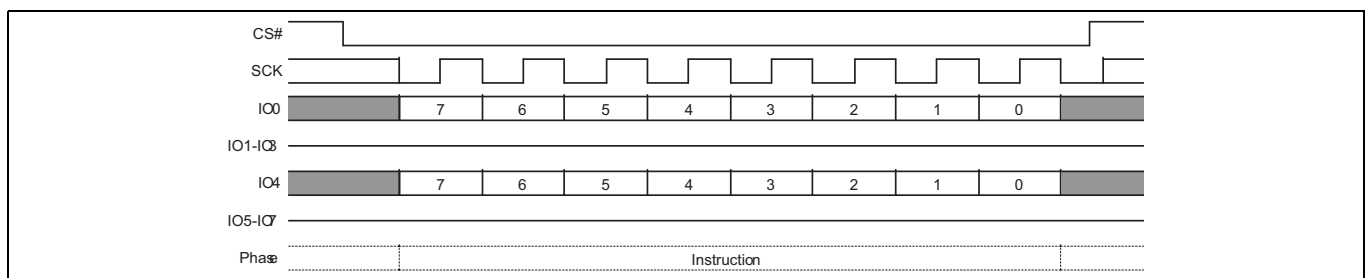 CS#
SCK
IO0
7 6 5 4 3 2 1 0
IO1-IO3
IO4
7 6 5 4 3 2 1 0
IO5-IO7
Phase
Instruction